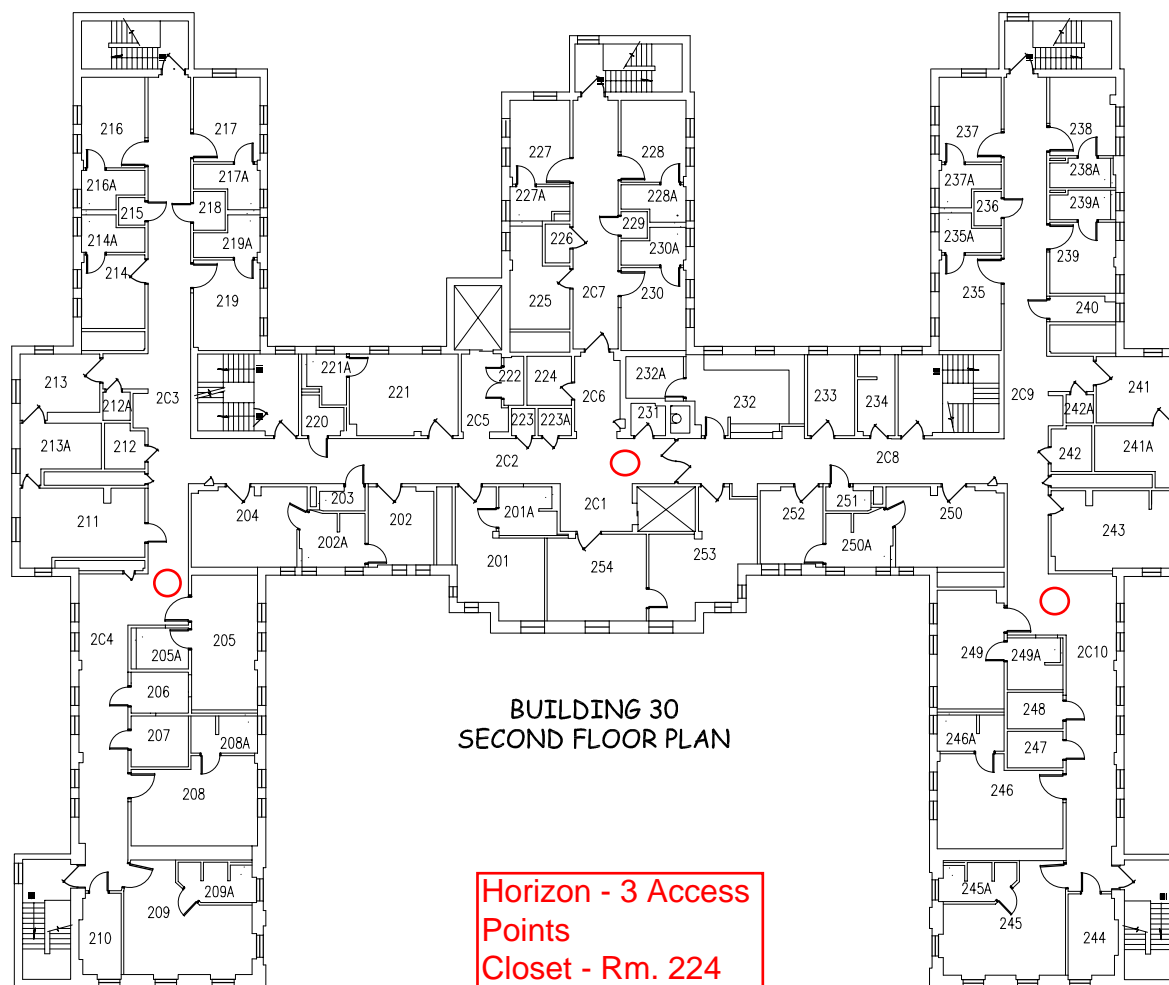 216
217
227
228
237
238
216A
217A
227A
228A
237A
238A
215
218
229
236
239A
214A
219A
226
230A
235A
214
219
225
2C7
230
235
239
240
213
212A
2C3
221A
221
222
224
2C6
232A
232
233
234
2C9
242A
241
220
2C5
223
223A
231
213A
212
2C2
2C8
242
241A
211
204
203
202
201A
2C1
252
251
250
243
202A
201
254
253
250A
2C4
205A
205
249
249A
2C10
206
248
207
208A
246A
247
208
246
BUILDING 30
SECOND FLOOR PLAN
209A
209
210
245A
245
244
Horizon - 3 Access
Points
Closet - Rm. 224